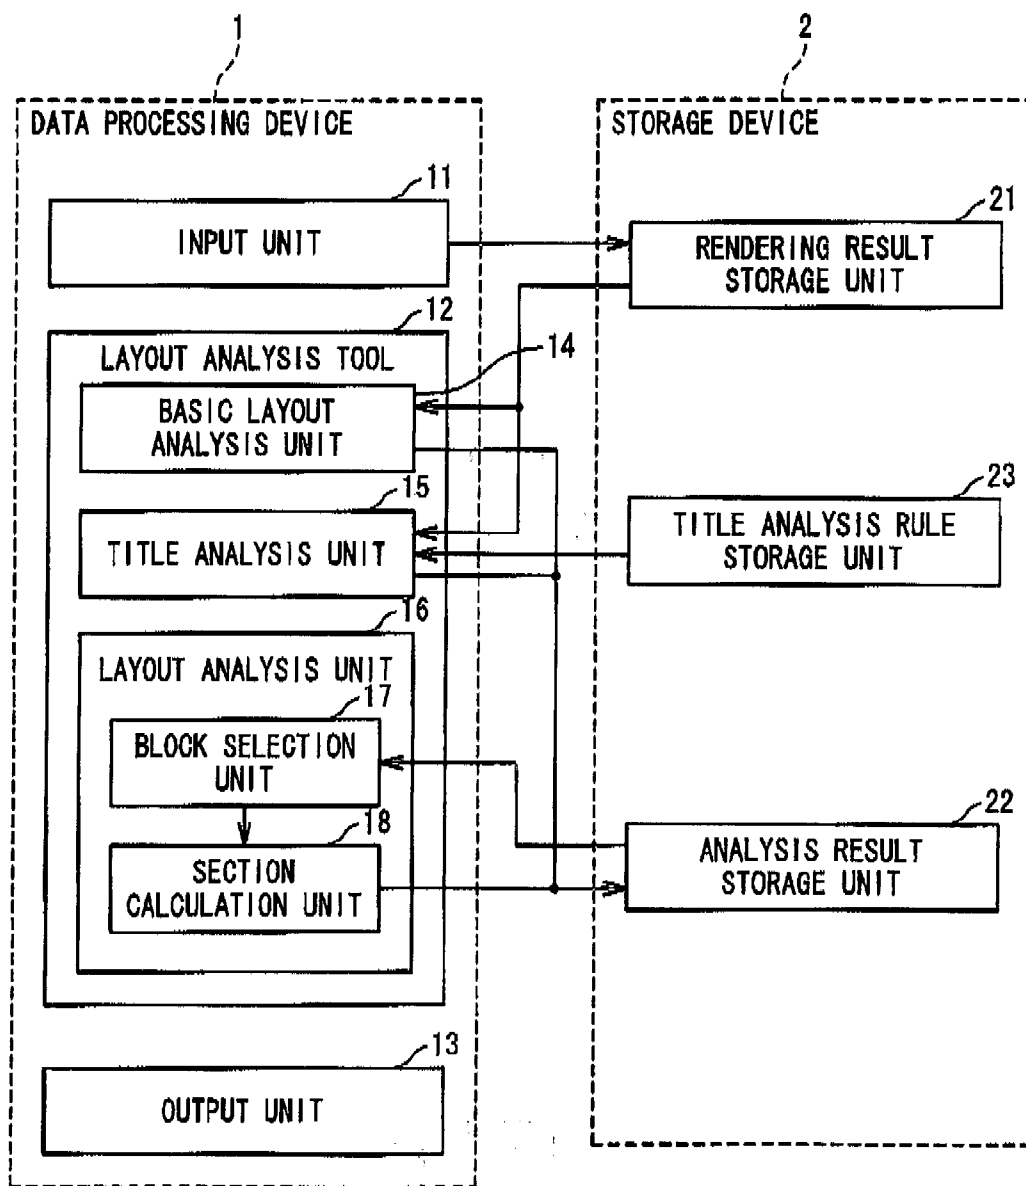 1
2
DATA PROCESSING DEVICE
STORAGE DEVICE
11
INPUT UNIT
21
RENDERING RESULT
STORAGE UNIT
12
LAYOUT ANALYSIS TOOL
14
BASIC LAYOUT
ANALYSIS UNIT
15
TITLE ANALYSIS UNIT
23
TITLE ANALYSIS RULE
STORAGE UNIT
16
LAYOUT ANALYSIS UNIT
17
BLOCK SELECTION
UNIT
18
SECTION
CALCULATION UNIT
22
ANALYSIS RESULT
STORAGE UNIT
13
OUTPUT UNIT